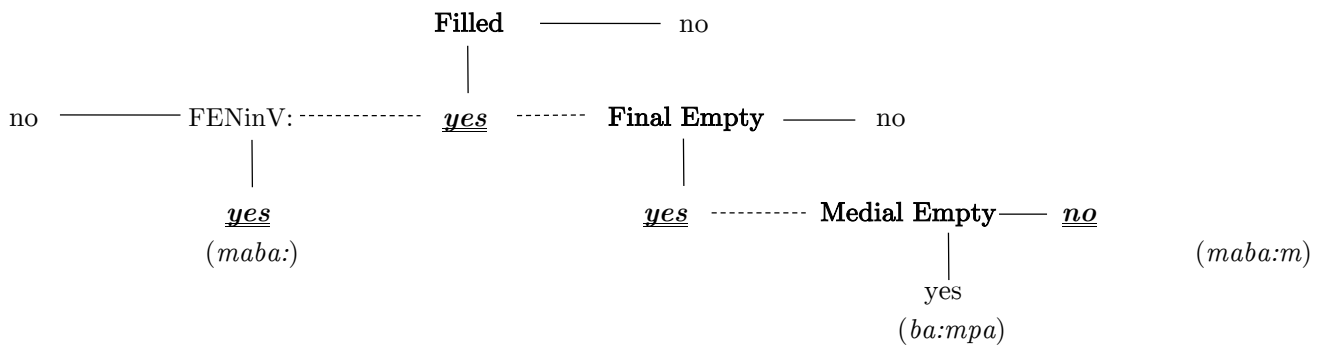 Filled no
no FENinV: yes Final Empty no
yes yes Medial Empty no
(maba:) (maba:m)
yes
(ba:mpa)